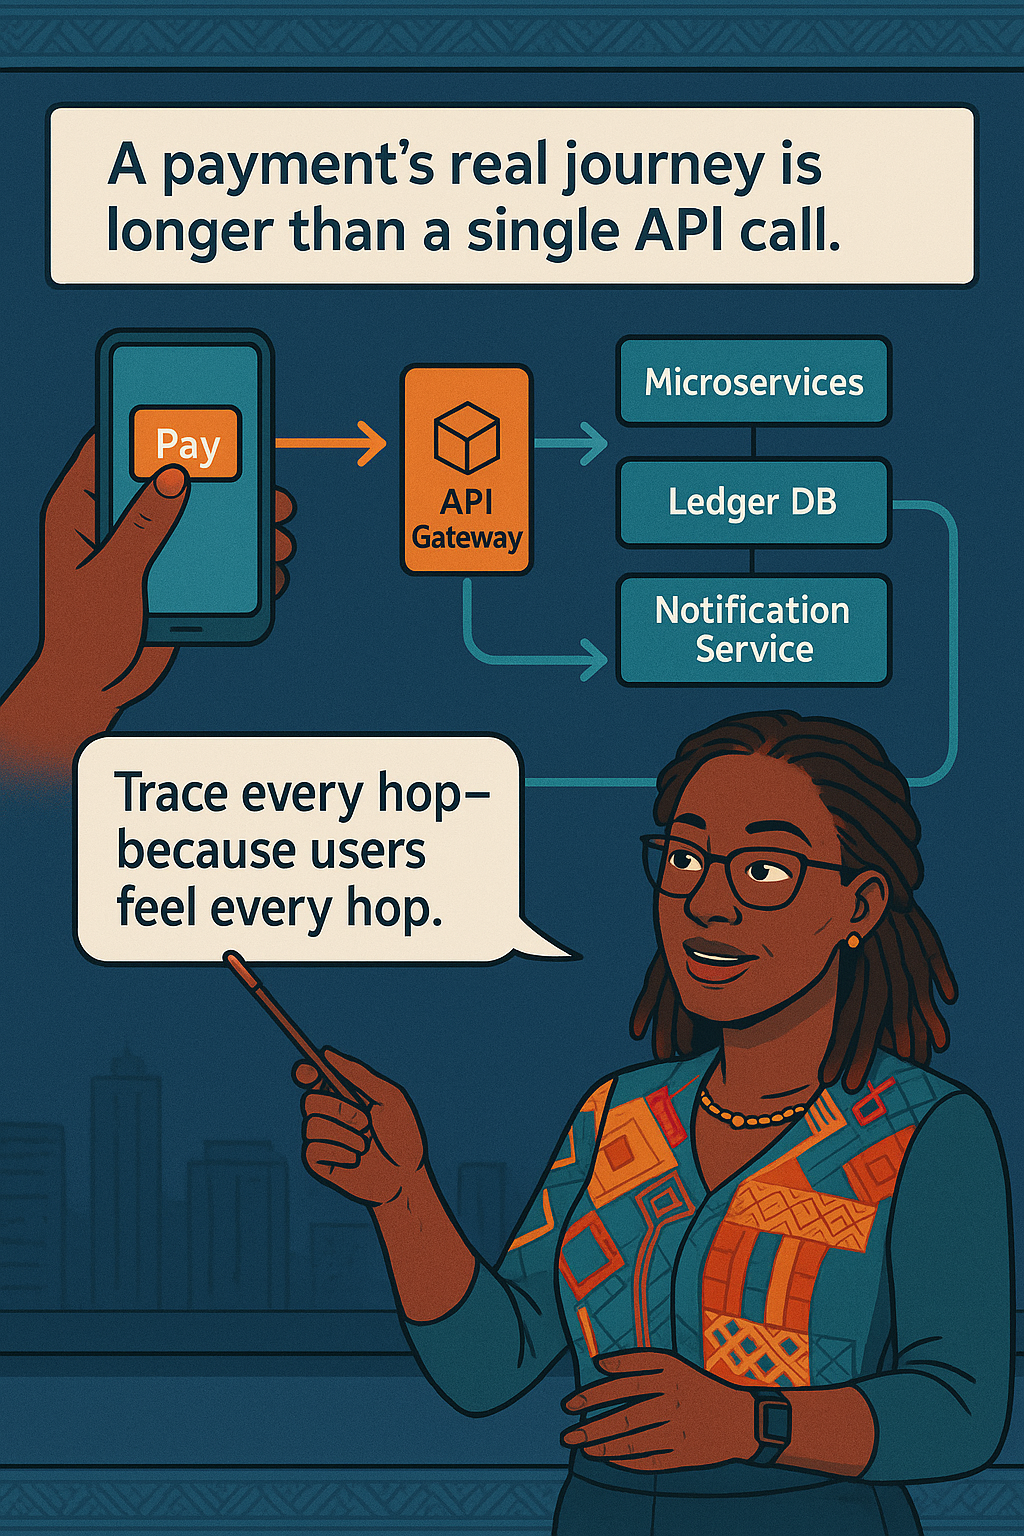 A payment’s real journey is
longer than a single API call.
Pay
API
Gateway
Microservices
Ledger DB
Notification
Service
Trace every hop–
because users
feel every hop.